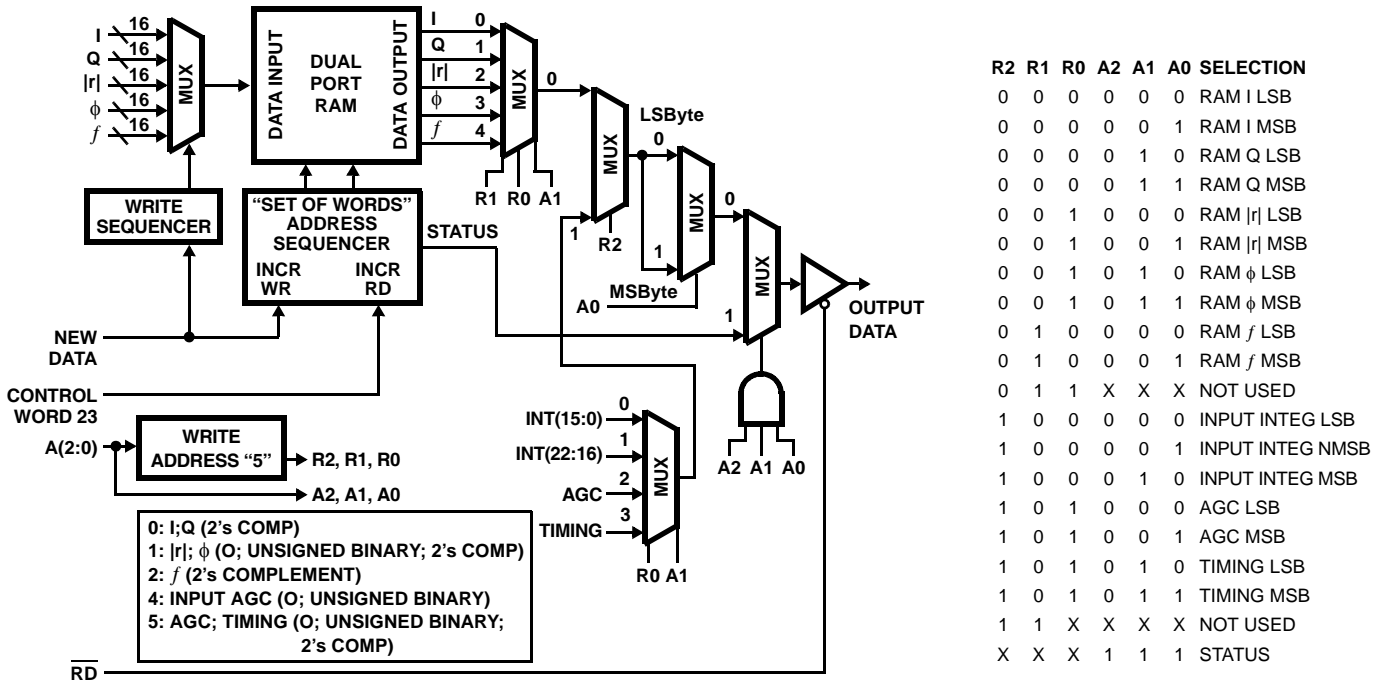 I 16
Q 16
|r| 16
ϕ 16
f 16
MUX
DATA INPUT
DUAL
PORT
RAM
DATA OUTPUT
I 0
Q 1
|r| 2
ϕ 3
f 4
MUX
R1 R0 A1
0
1
MUX
R2
LSByte
0
1
MSByte
A0
MUX
0
1
MUX
OUTPUT
DATA
WRITE
SEQUENCER
“SET OF WORDS”
ADDRESS
SEQUENCER
INCR INCR
WR RD
STATUS
NEW
DATA
CONTROL
WORD 23
A(2:0)
WRITE
ADDRESS “5”
R2, R1, R0
A2, A1, A0
INT(15:0) 0
INT(22:16) 1
AGC 2
TIMING 3
MUX
R0 A1
A2 A1 A0
0: I;Q (2's COMP)
1: |r|; ϕ (O; UNSIGNED BINARY; 2's COMP)
2: f (2's COMPLEMENT)
4: INPUT AGC (O; UNSIGNED BINARY)
5: AGC; TIMING (O; UNSIGNED BINARY;
2's COMP)
RD
R2 R1 R0 A2 A1 A0 SELECTION
0 0 0 0 0 0 RAM I LSB
0 0 0 0 0 1 RAM I MSB
0 0 0 0 1 0 RAM Q LSB
0 0 0 0 1 1 RAM Q MSB
0 0 1 0 0 0 RAM |r| LSB
0 0 1 0 0 1 RAM |r| MSB
0 0 1 0 1 0 RAM ϕ LSB
0 0 1 0 1 1 RAM ϕ MSB
0 1 0 0 0 0 RAM f LSB
0 1 0 0 0 1 RAM f MSB
0 1 1 X X X NOT USED
1 0 0 0 0 0 INPUT INTEG LSB
1 0 0 0 0 1 INPUT INTEG NMSB
1 0 0 0 1 0 INPUT INTEG MSB
1 0 1 0 0 0 AGC LSB
1 0 1 0 0 1 AGC MSB
1 0 1 0 1 0 TIMING LSB
1 0 1 0 1 1 TIMING MSB
1 1 X X X X NOT USED
X X X 1 1 1 STATUS